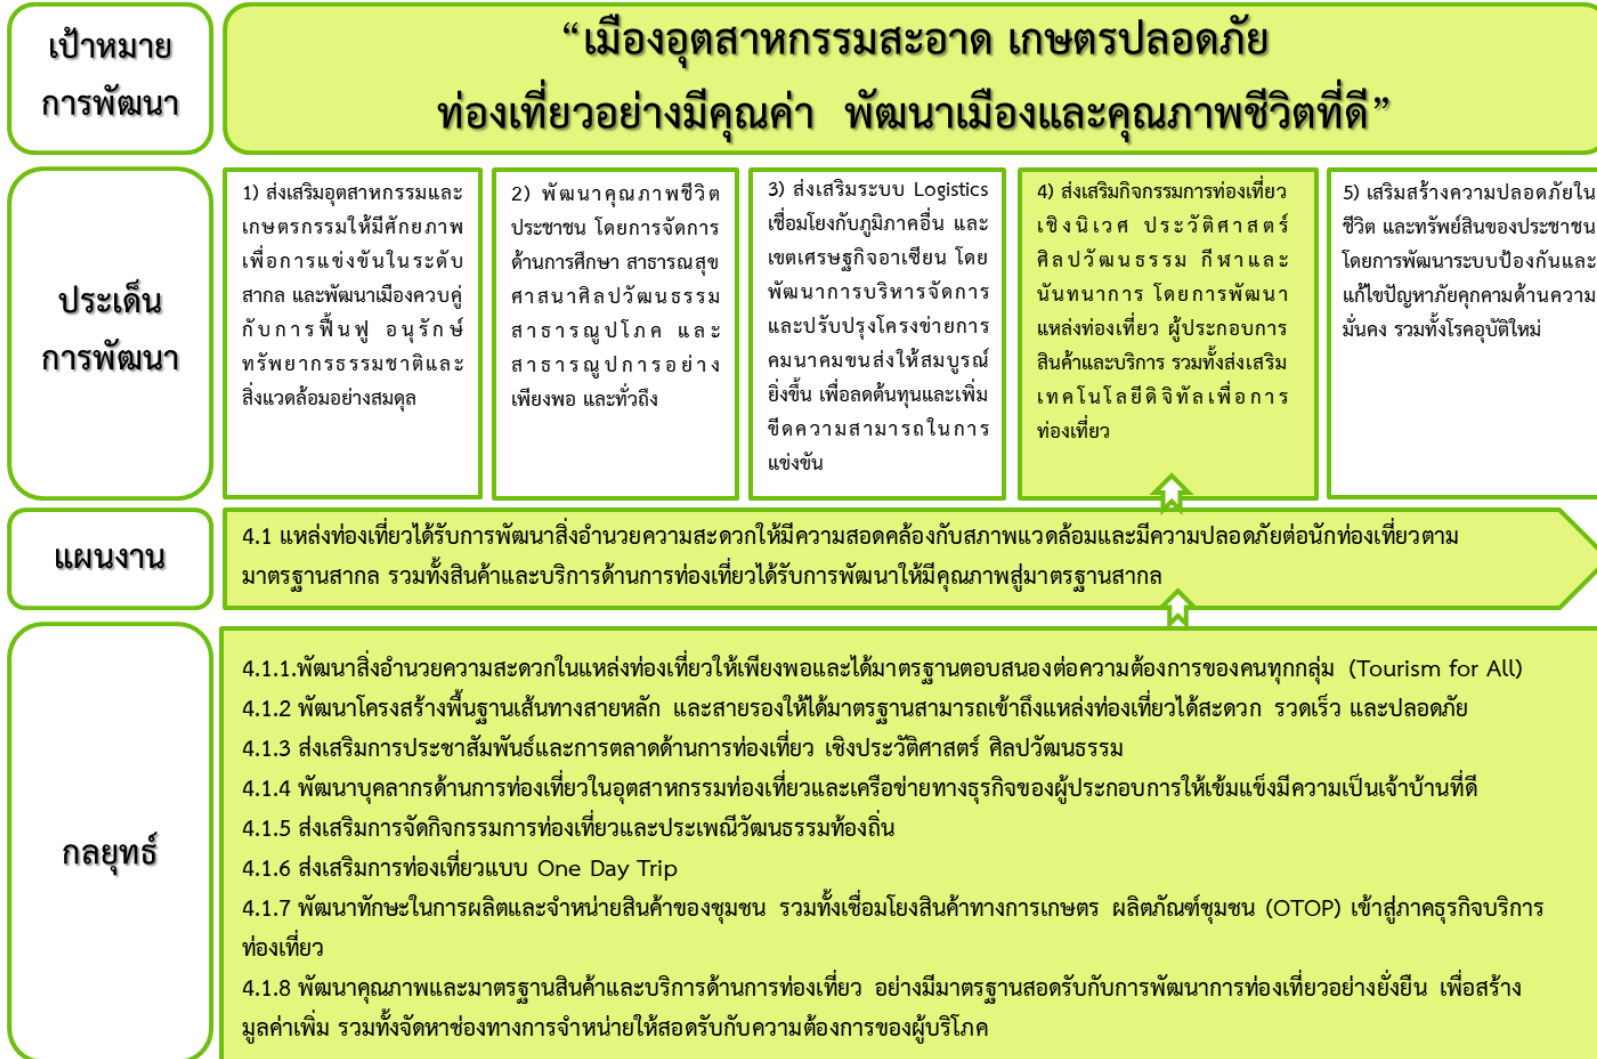 เป้าหมาย
การพัฒนา
“เมืองอุตสาหกรรมสะอาด เกษตรปลอดภัย
ท่องเที่ยวอย่างมีคุณค่า พัฒนาเมืองและคุณภาพชีวิตที่ดี”
ประเด็น
การพัฒนา
1) ส่งเสริมอุตสาหกรรมและ
เกษตรกรรมให้มีศักยภาพ
เพื่อการแข่งขันในระดับ
สากล และพัฒนาเมืองควบคู่
กับการฟื้นฟู อนุรักษ์
ทรัพยากรธรรมชาติและ
สิ่งแวดล้อมอย่างสมดุล
2) พัฒนาคุณภาพชีวิต
ประชาชน โดยการจัดการ
ด้านการศึกษา สาธารณสุข
ศาสนาศิลปวัฒนธรรม
สาธารณูปโภค และ
สาธารณูปการอย่าง
เพียงพอ และทั่วถึง
3) ส่งเสริมระบบ Logistics
เชื่อมโยงกับภูมิภาคอื่น และ
เขตเศรษฐกิจอาเซียน โดย
พัฒนาการบริหารจัดการ
และปรับปรุงโครงข่ายการ
คมนาคมขนส่งให้สมบูรณ์
ยิ่งขึ้น เพื่อลดต้นทุนและเพิ่ม
ขีดความสามารถในการ
แข่งขัน
4) ส่งเสริมกิจกรรมการท่องเที่ยว
เชิงนิเวศ ประวัติศาสตร์
ศิลปวัฒนธรรม กีฬาและ
นันทนาการ โดยการพัฒนา
แหล่งท่องเที่ยว ผู้ประกอบการ
สินค้าและบริการ รวมทั้งส่งเสริม
เทคโนโลยีดิจิทัลเพื่อการ
ท่องเที่ยว
5) เสริมสร้างความปลอดภัยใน
ชีวิต และทรัพย์สินของประชาชน
โดยการพัฒนาระบบป้องกันและ
แก้ไขปัญหาภัยคุกคามด้านความ
มั่นคง รวมทั้งโรคอุบัติใหม่
แผนงาน
4.1 แหล่งท่องเที่ยวได้รับการพัฒนาสิ่งอำนวยความสะดวกให้มีความสอดคล้องกับสภาพแวดล้อมและมีความปลอดภัยต่อนักท่องเที่ยวตาม
มาตรฐานสากล รวมทั้งสินค้าและบริการด้านการท่องเที่ยวได้รับการพัฒนาให้มีคุณภาพสู่มาตรฐานสากล
กลยุทธ์
4.1.1.พัฒนาสิ่งอำนวยความสะดวกในแหล่งท่องเที่ยวให้เพียงพอและได้มาตรฐานตอบสนองต่อความต้องการของคนทุกกลุ่ม (Tourism for All)
4.1.2 พัฒนาโครงสร้างพื้นฐานเส้นทางสายหลัก และสายรองให้ได้มาตรฐานสามารถเข้าถึงแหล่งท่องเที่ยวได้สะดวก รวดเร็ว และปลอดภัย
4.1.3 ส่งเสริมการประชาสัมพันธ์และการตลาดด้านการท่องเที่ยว เชิงประวัติศาสตร์ ศิลปวัฒนธรรม
4.1.4 พัฒนาบุคลากรด้านการท่องเที่ยวในอุตสาหกรรมท่องเที่ยวและเครือข่ายทางธุรกิจของผู้ประกอบการให้เข้มแข็งมีความเป็นเจ้าบ้านที่ดี
4.1.5 ส่งเสริมการจัดกิจกรรมการท่องเที่ยวและประเพณีวัฒนธรรมท้องถิ่น
4.1.6 ส่งเสริมการท่องเที่ยวแบบ One Day Trip
4.1.7 พัฒนาทักษะในการผลิตและจำหน่ายสินค้าของชุมชน รวมทั้งเชื่อมโยงสินค้าทางการเกษตร ผลิตภัณฑ์ชุมชน (OTOP) เข้าสู่ภาคธุรกิจบริการ
ท่องเที่ยว
4.1.8 พัฒนาคุณภาพและมาตรฐานสินค้าและบริการด้านการท่องเที่ยว อย่างมีมาตรฐานสอดรับกับการพัฒนาการท่องเที่ยวอย่างยั่งยืน เพื่อสร้าง
มูลค่าเพิ่ม รวมทั้งจัดหาช่องทางการจำหน่ายให้สอดรับกับความต้องการของผู้บริโภค